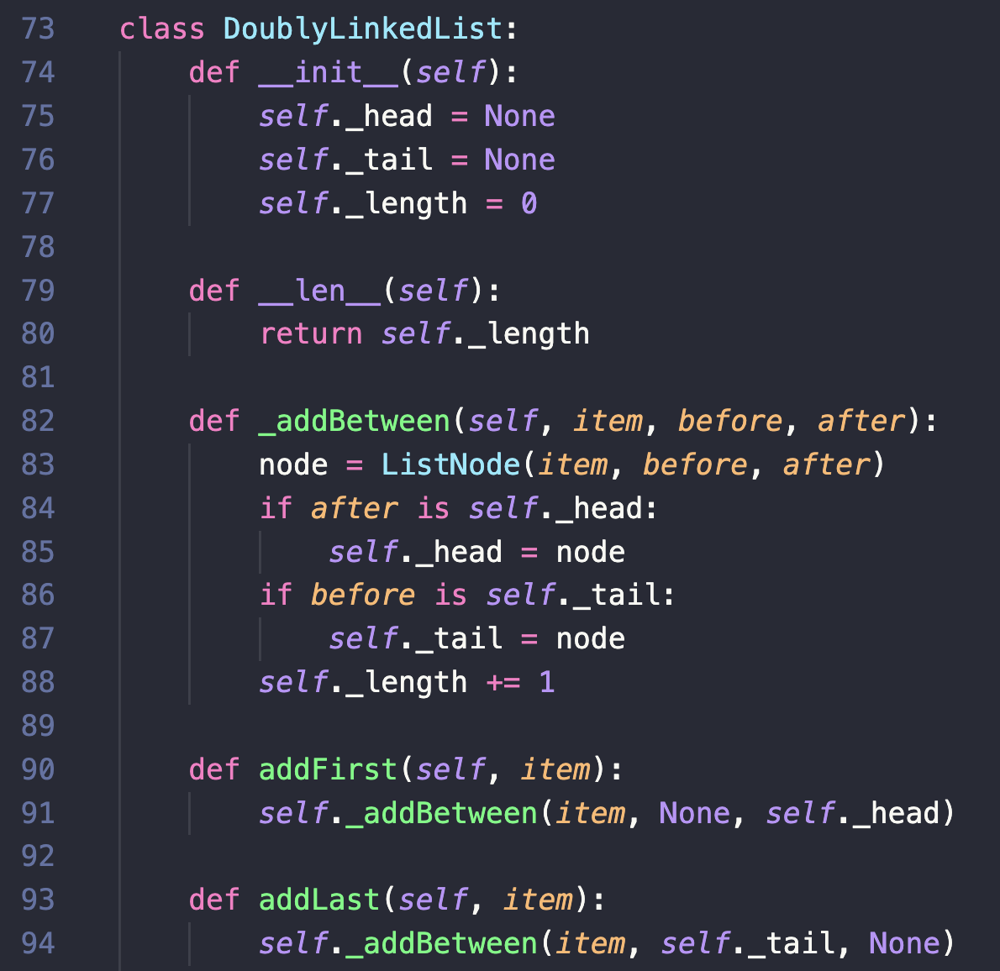 73 class DoublyLinkedList:
74     def __init__(self):
75         self._head = None
76         self._tail = None
77         self._length = 0
78
79     def __len__(self):
80         return self._length
81
82     def _addBetween(self, item, before, after):
83         node = ListNode(item, before, after)
84         if after is self._head:
85             self._head = node
86         if before is self._tail:
87             self._tail = node
88         self._length += 1
89
90     def addFirst(self, item):
91         self._addBetween(item, None, self._head)
92
93     def addLast(self, item):
94         self._addBetween(item, self._tail, None)